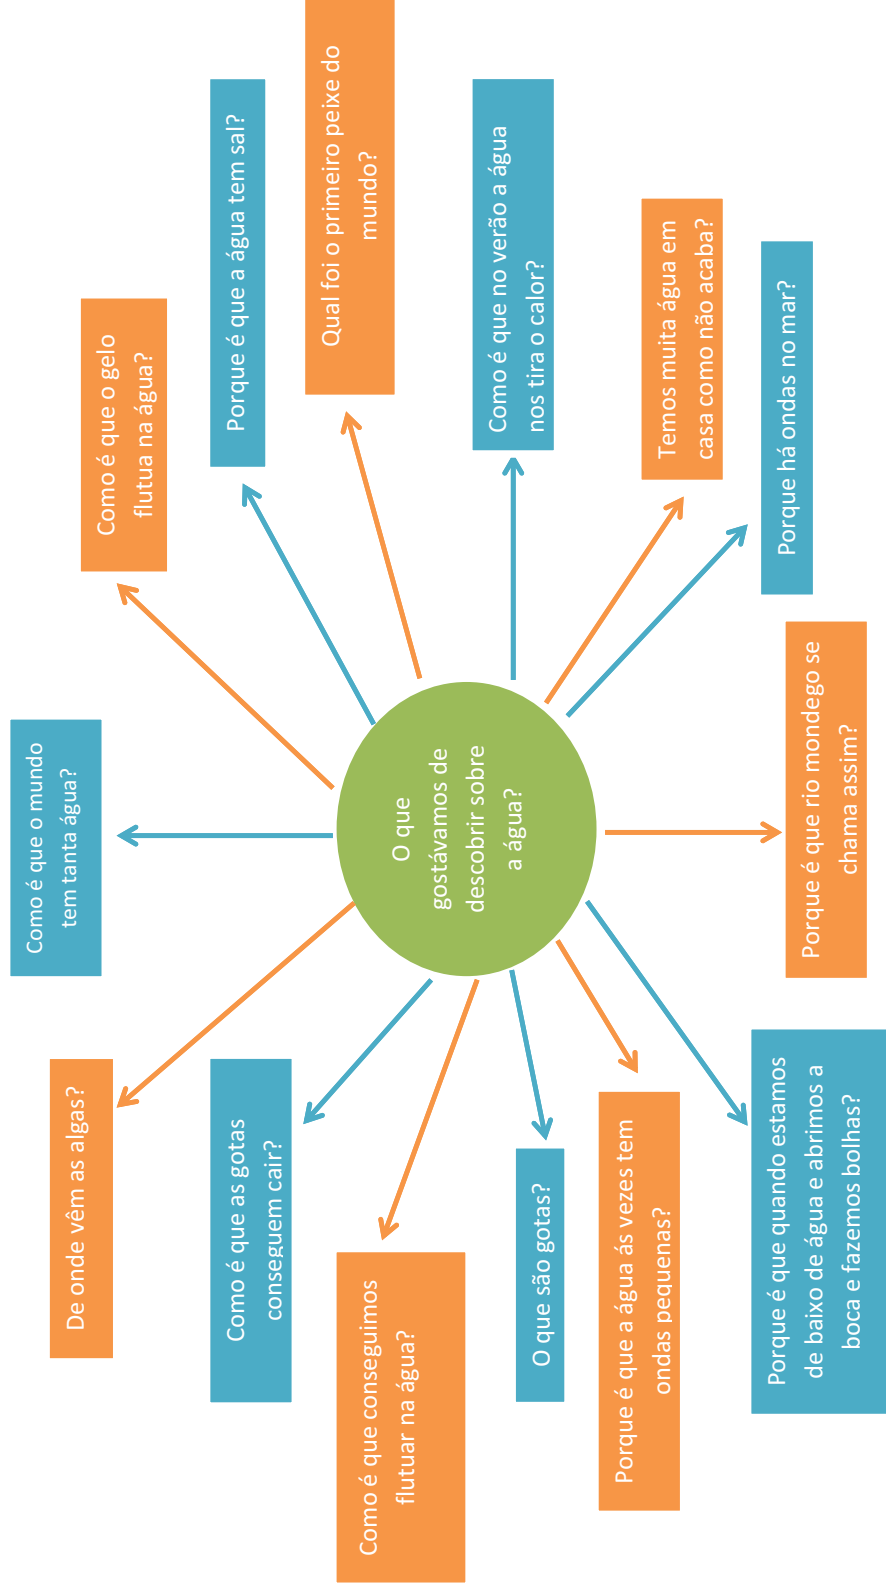 O que
gostávamos de
descobrir sobre
a água?
Como é que o mundo
tem tanta água?
Como é que o gelo
flutua na água?
Porque é que a água tem sal?
Qual foi o primeiro peixe do
mundo?
Como é que no verão a água
nos tira o calor?
Temos muita água em
casa como não acaba?
Porque há ondas no mar?
Porque é que rio mondego se
chama assim?
Porque é que quando estamos
de baixo de água e abrimos a
boca e fazemos bolhas?
Porque é que a água ás vezes tem
ondas pequenas?
O que são gotas?
Como é que conseguimos
flutuar na água?
Como é que as gotas
conseguem cair?
De onde vêm as algas?